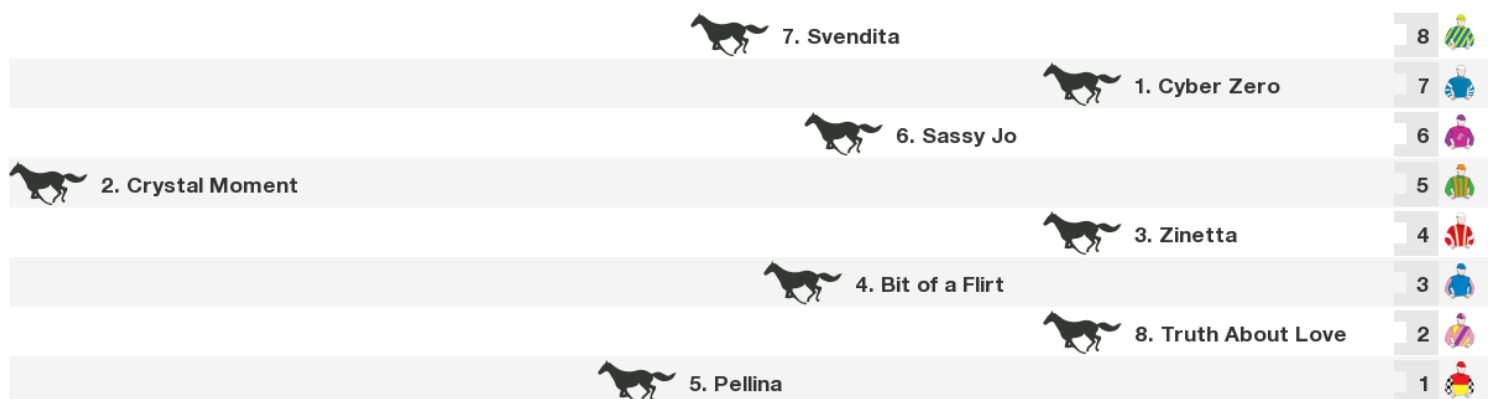 7. Svendita 8
1. Cyber Zero 7
6. Sassy Jo 6
2. Crystal Moment 5
3. Zinetta 4
4. Bit of a Flirt 3
8. Truth About Love 2
5. Pellina 1